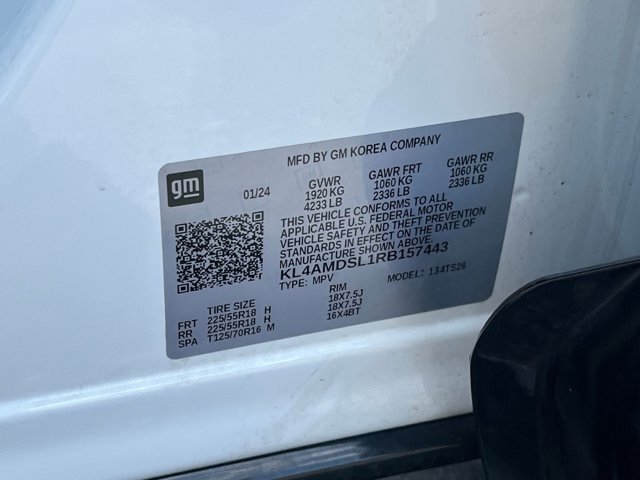 MFD BY GM KOREA COMPANY
gm
01/24
GVWR GAWR FRT GAWR RR
1920 KG 1060 KG 1060 KG
4233 LB 2336 LB 2336 LB
THIS VEHICLE CONFORMS TO ALL
APPLICABLE U.S. FEDERAL MOTOR
VEHICLE SAFETY AND THEFT PREVENTION
STANDARDS IN EFFECT ON THE DATE OF
MANUFACTURE SHOWN ABOVE.
KL4AMDSL1RB157443
TYPE: MPV MODEL: 134TS26
TIRE SIZE RIM
FRT 225/55R18 H 18X7.5J
RR 225/55R18 H 18X7.5J
SPA T125/70R16 M 16X4BT